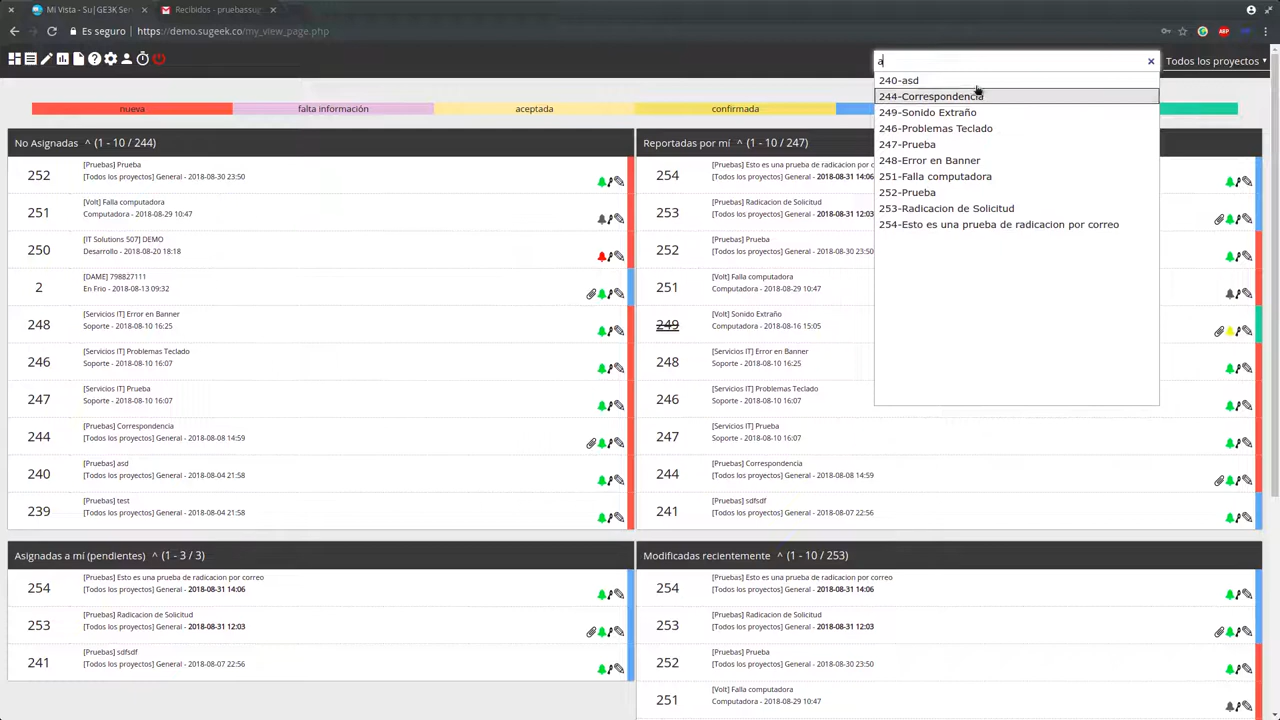 Mi Vista - Su|GE3K Ser
Recibidos - pruebassug
Es seguro
https://demo.sugeek.co/my_view_page.php
ABP
a
Todos los proyectos
240-asd
244-Correspondencia
249-Sonido Extraño
246-Problemas Teclado
247-Prueba
248-Error en Banner
251-Falla computadora
252-Prueba
253-Radicacion de Solicitud
254-Esto es una prueba de radicacion por correo
nueva
falta información
aceptada
confirmada
No Asignadas ^ (1 - 10 / 244)
252
[Pruebas] Prueba
[Todos los proyectos] General - 2018-08-30 23:50
251
[Volt] Falla computadora
Computadora - 2018-08-29 10:47
250
[IT Solutions 507] DEMO
Desarrollo - 2018-08-20 18:18
2
[DAME] 798827111
En Frio - 2018-08-13 09:32
248
[Servicios IT] Error en Banner
Soporte - 2018-08-10 16:25
246
[Servicios IT] Problemas Teclado
Soporte - 2018-08-10 16:07
247
[Servicios IT] Prueba
Soporte - 2018-08-10 16:07
244
[Pruebas] Correspondencia
[Todos los proyectos] General - 2018-08-08 14:59
240
[Pruebas] asd
[Todos los proyectos] General - 2018-08-04 21:58
239
[Pruebas] test
[Todos los proyectos] General - 2018-08-04 21:58
Reportadas por mí ^ (1 - 10 / 247)
254
[Pruebas] Esto es una prueba de radicacion por c
[Todos los proyectos] General - 2018-08-31 14:06
253
[Pruebas] Radicacion de Solicitud
[Todos los proyectos] General - 2018-08-31 12:03
252
[Pruebas] Prueba
[Todos los proyectos] General - 2018-08-30 23:50
251
[Volt] Falla computadora
Computadora - 2018-08-29 10:47
249
[Volt] Sonido Extraño
Computadora - 2018-08-16 15:05
248
[Servicios IT] Error en Banner
Soporte - 2018-08-10 16:25
246
[Servicios IT] Problemas Teclado
Soporte - 2018-08-10 16:07
247
[Servicios IT] Prueba
Soporte - 2018-08-10 16:07
244
[Pruebas] Correspondencia
[Todos los proyectos] General - 2018-08-08 14:59
241
[Pruebas] sdfsdf
[Todos los proyectos] General - 2018-08-07 22:56
Asignadas a mí (pendientes) ^ (1 - 3 / 3)
254
[Pruebas] Esto es una prueba de radicacion por correo
[Todos los proyectos] General - 2018-08-31 14:06
253
[Pruebas] Radicacion de Solicitud
[Todos los proyectos] General - 2018-08-31 12:03
241
[Pruebas] sdfsdf
[Todos los proyectos] General - 2018-08-07 22:56
Modificadas recientemente ^ (1 - 10 / 253)
254
[Pruebas] Esto es una prueba de radicacion por correo
[Todos los proyectos] General - 2018-08-31 14:06
253
[Pruebas] Radicacion de Solicitud
[Todos los proyectos] General - 2018-08-31 12:03
252
[Pruebas] Prueba
[Todos los proyectos] General - 2018-08-30 23:50
251
[Volt] Falla computadora
Computadora - 2018-08-29 10:47